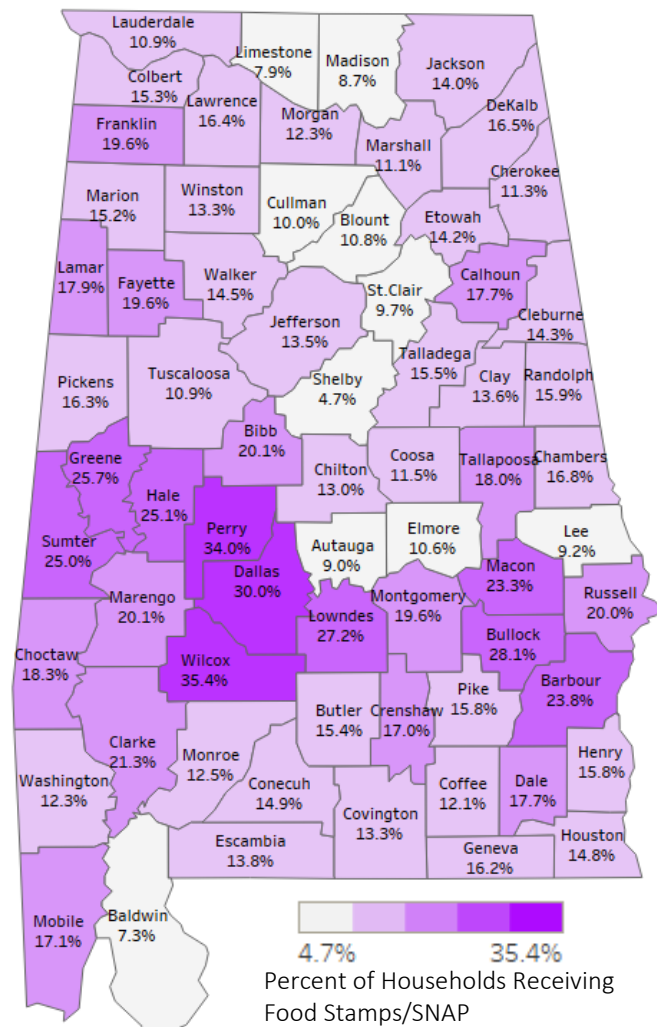 Lauderdale
10.9%
Limestone
7.9%
Madison
8.7%
Jackson
14.0%
Colbert
15.3%
Lawrence
16.4%
Morgan
12.3%
DeKalb
16.5%
Franklin
19.6%
Marshall
11.1%
Cherokee
11.3%
Marion
15.2%
Winston
13.3%
Cullman
10.0%
Blount
10.8%
Etowah
14.2%
Lamar
17.9%
Fayette
19.6%
Walker
14.5%
St.Clair
9.7%
Calhoun
17.7%
Cleburne
14.3%
Jefferson
13.5%
Talladega
15.5%
Pickens
16.3%
Tuscaloosa
10.9%
Shelby
4.7%
Clay
13.6%
Randolph
15.9%
Greene
25.7%
Hale
25.1%
Bibb
20.1%
Chilton
13.0%
Coosa
11.5%
Tallapoosa
18.0%
Chambers
16.8%
Sumter
25.0%
Perry
34.0%
Dallas
30.0%
Autauga
9.0%
Elmore
10.6%
Lee
9.2%
Macon
23.3%
Marengo
20.1%
Lowndes
27.2%
Montgomery
19.6%
Russell
20.0%
Choctaw
18.3%
Wilcox
35.4%
Bullock
28.1%
Barbour
23.8%
Clarke
21.3%
Butler
15.4%
Crenshaw
17.0%
Pike
15.8%
Washington
12.3%
Monroe
12.5%
Conecuh
14.9%
Covington
13.3%
Coffee
12.1%
Dale
17.7%
Henry
15.8%
Escambia
13.8%
Geneva
16.2%
Houston
14.8%
Mobile
17.1%
Baldwin
7.3%
4.7% 35.4%
Percent of Households Receiving
Food Stamps/SNAP